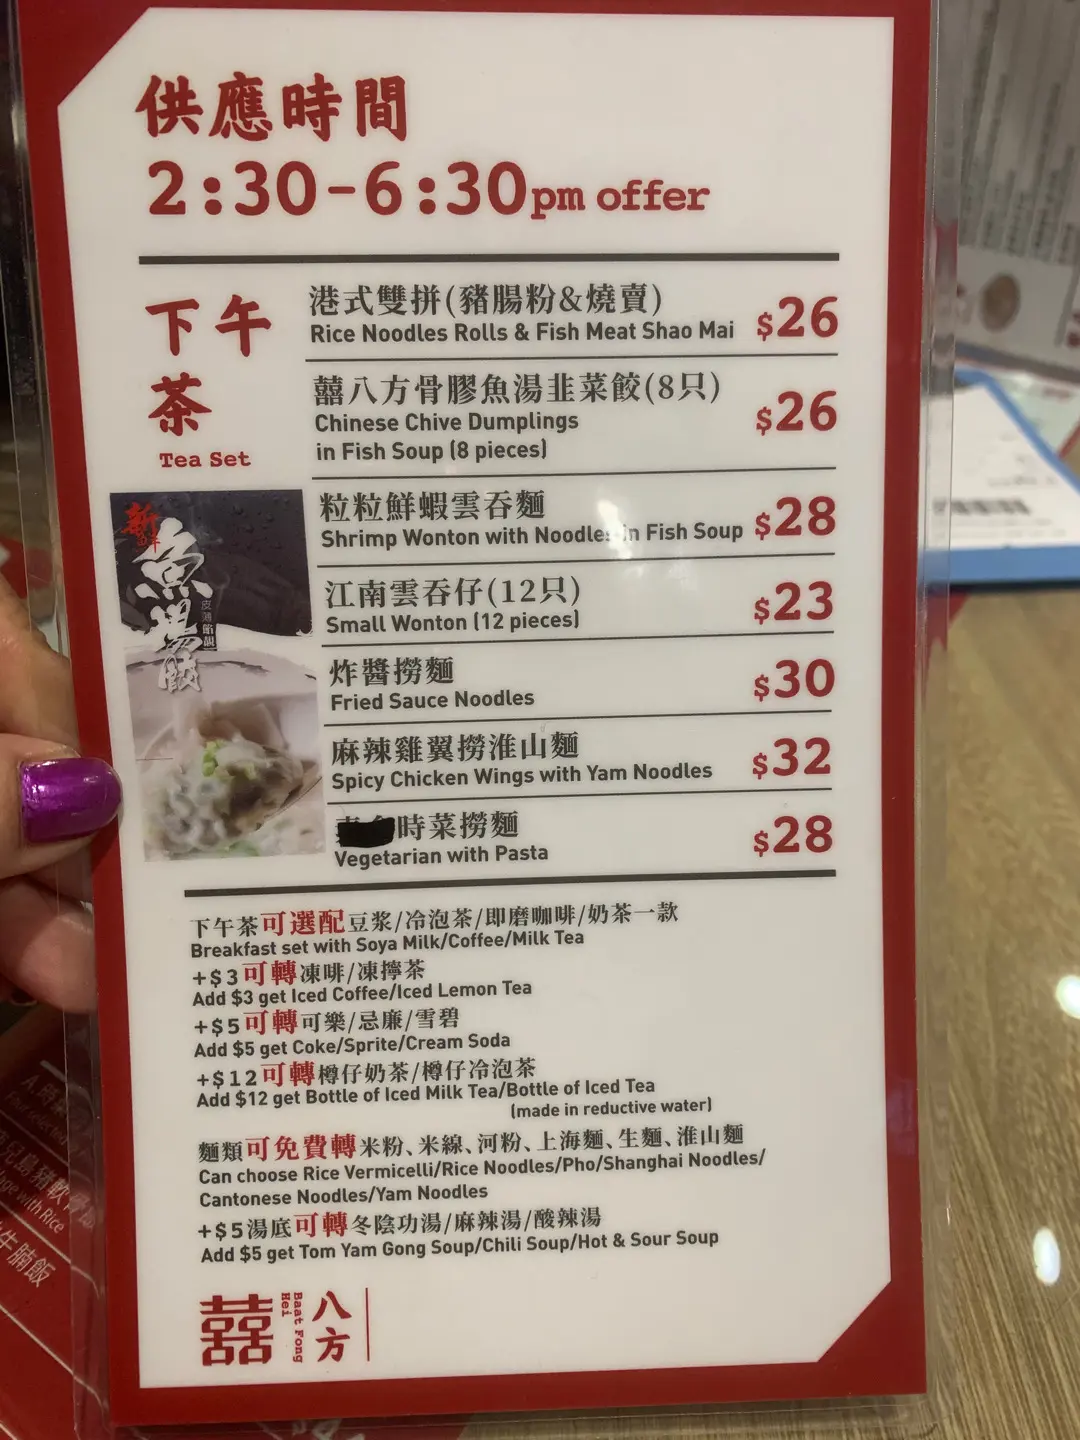 供應時間
2:30-6:30pm offer
下午
茶
Tea Set
港式雙拼(豬腸粉&燒賣)
Rice Noodles Rolls & Fish Meat Shao Mai
$26
囍八方骨膠魚湯韭菜餃(8只)
Chinese Chive Dumplings
in Fish Soup (8 pieces)
$26
粒粒鮮蝦雲吞麵
Shrimp Wonton with Noodles in Fish Soup
$28
江南雲吞仔(12只)
Small Wonton (12 pieces)
$23
炸醬撈麵
Fried Sauce Noodles
$30
麻辣雞翼撈淮山麵
Spicy Chicken Wings with Yam Noodles
$32
時菜撈麵
Vegetarian with Pasta
$28
新鮮
魚湯餃
下午茶可選配豆浆/冷泡茶/即磨咖啡/奶茶一款
Breakfast set with Soya Milk/Coffee/Milk Tea
+$3可轉凍啡/凍擰茶
Add $3 get Iced Coffee/Iced Lemon Tea
+$5可轉可樂/忌廉/雪碧
Add $5 get Coke/Sprite/Cream Soda
+$12可轉樽仔奶茶/樽仔冷泡茶
Add $12 get Bottle of Iced Milk Tea/Bottle of Iced Tea
(made in reductive water)
麵類可免費轉米粉、米線、河粉、上海麵、生麵、淮山麵
Can choose Rice Vermicelli/Rice Noodles/Pho/Shanghai Noodles/
Cantonese Noodles/Yam Noodles
+$5湯底可轉冬陰功湯/麻辣湯/酸辣湯
Add $5 get Tom Yam Gong Soup/Chili Soup/Hot & Sour Soup
囍
Baat Fong
Hei
八方
with Rice
牛腩飯